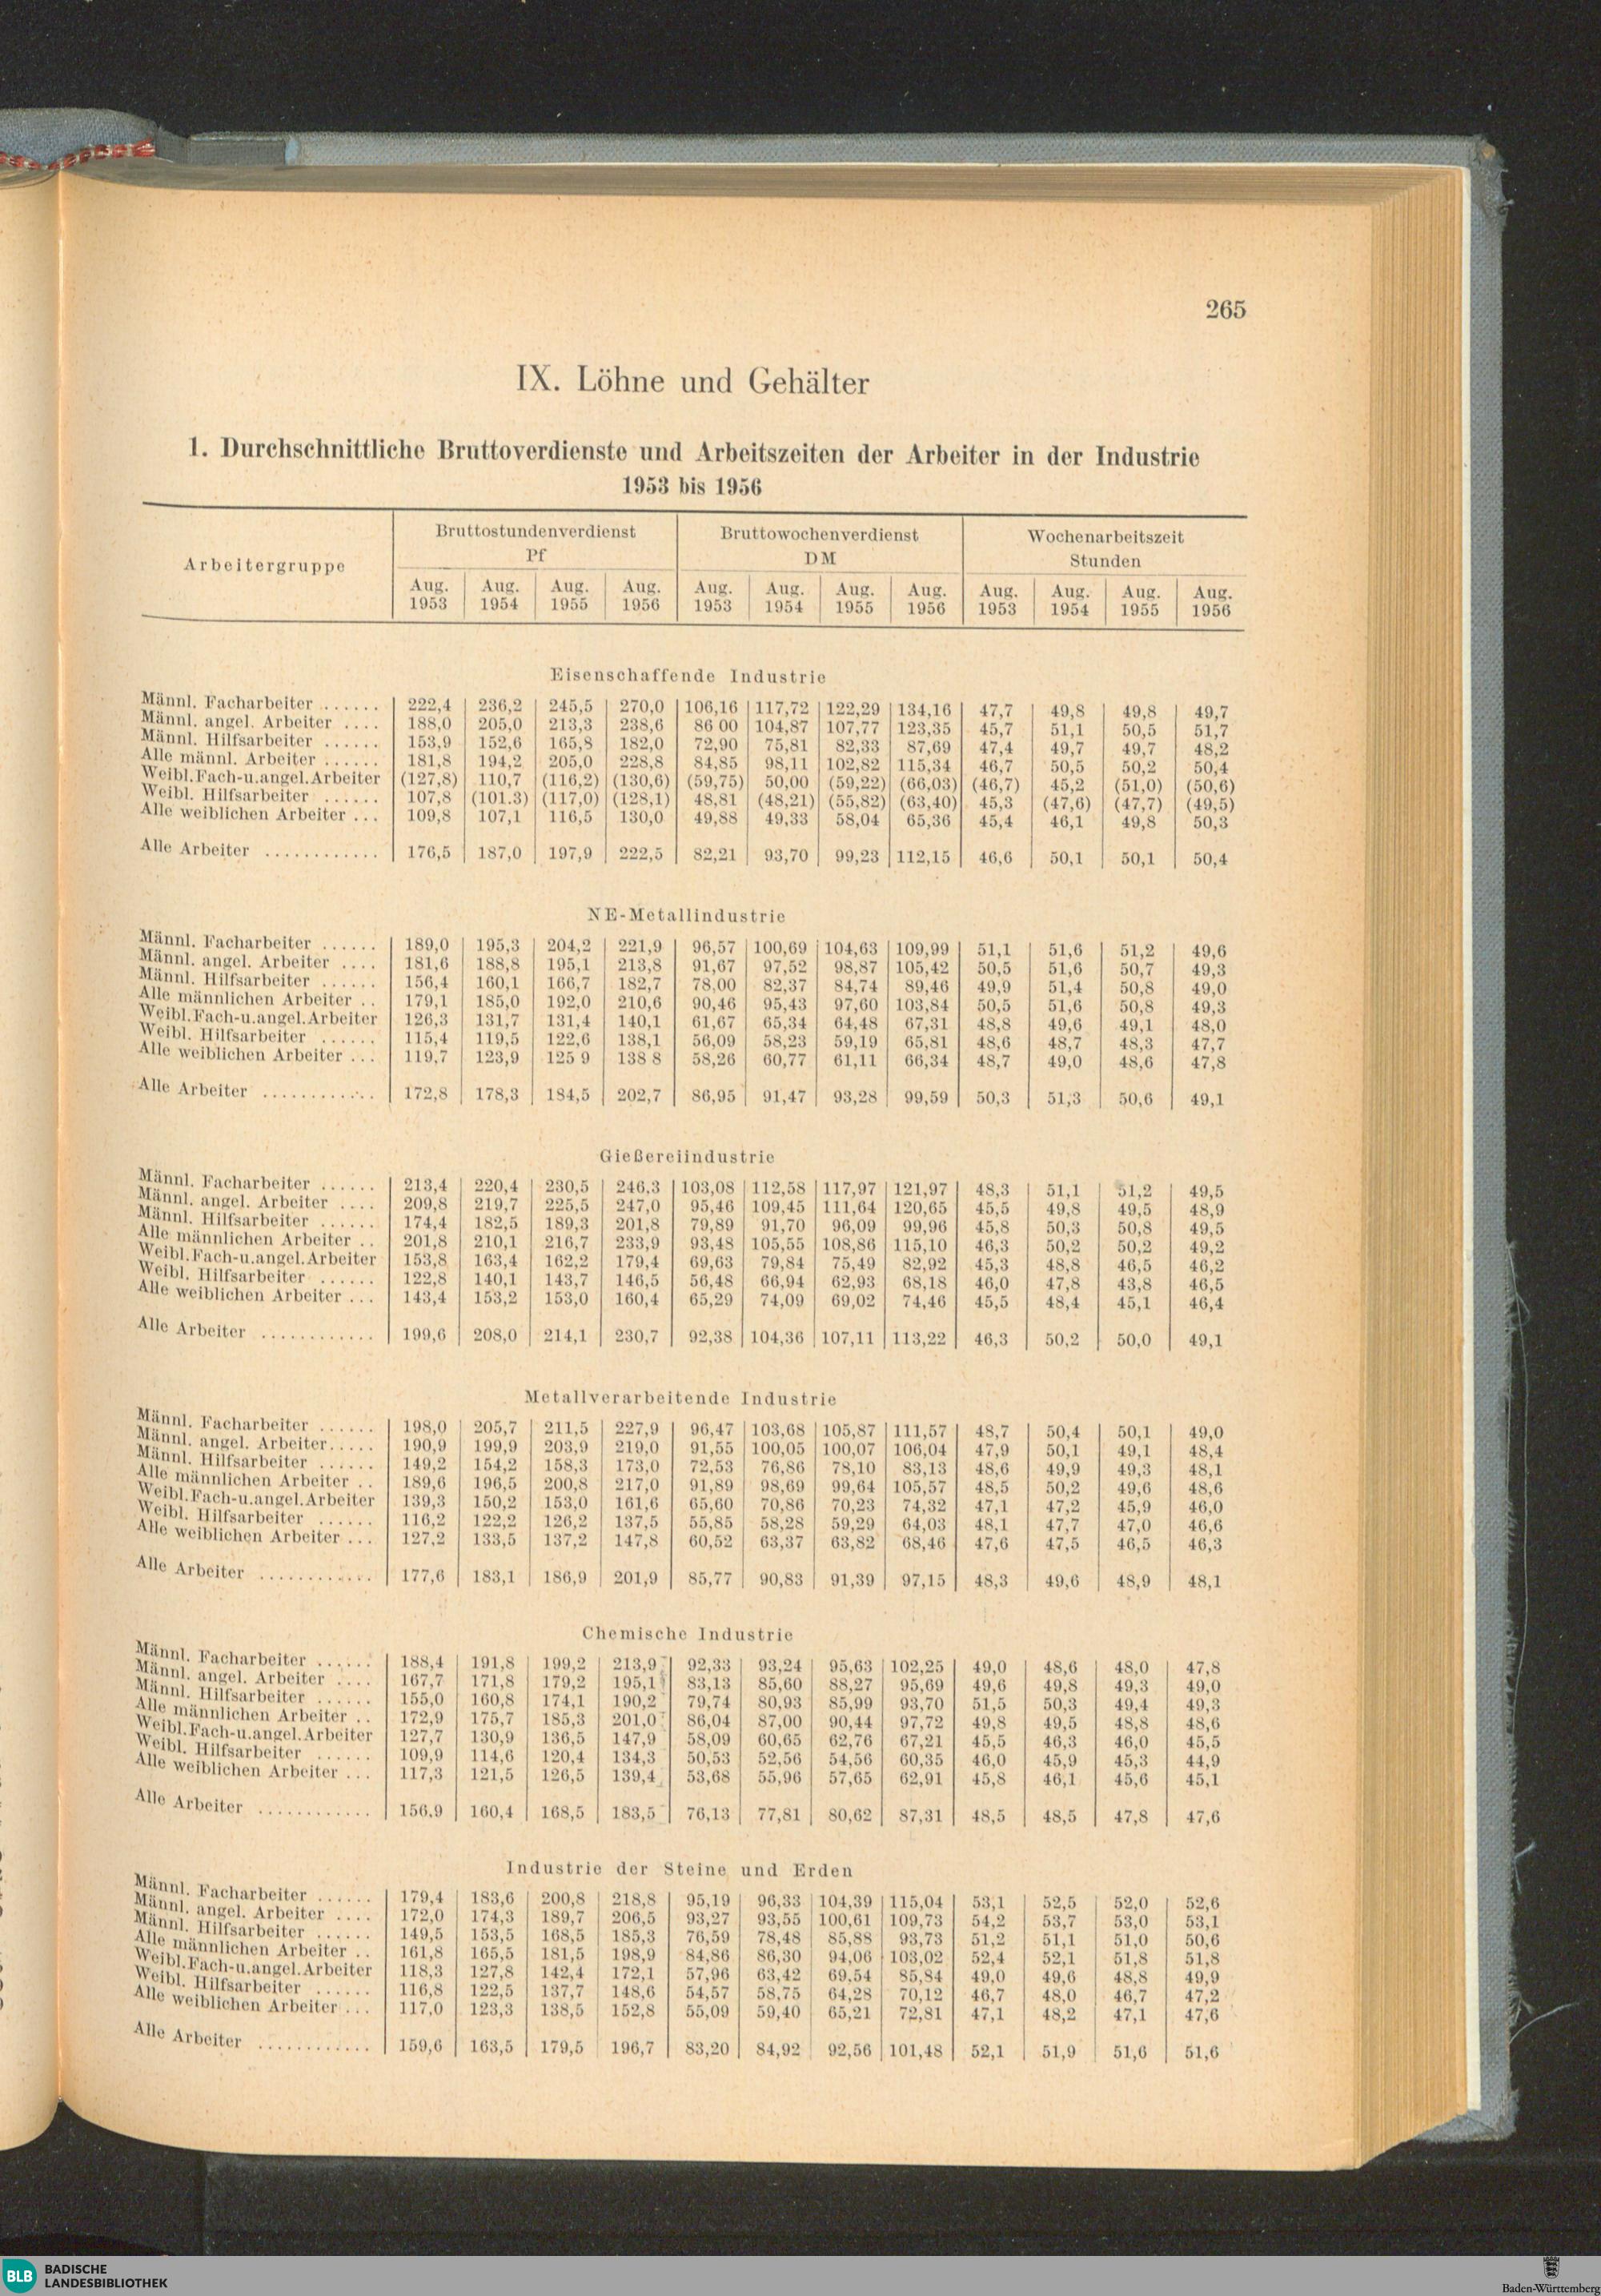 265
IX. Löhne und Gehälter
1. Durchschnittliche Bruttoverdienste und Arbeitszeiten der Arbeiter in der Industrie
1953 bis 1956
Arbeitergruppe Bruttostundenverdienst Pf Bruttowochenverdienst DM Wochenarbeitszeit Stunden
Aug. 1953 Aug. 1954 Aug. 1955 Aug. 1956 Aug. 1953 Aug. 1954 Aug. 1955 Aug. 1956 Aug. 1953 Aug. 1954 Aug. 1955 Aug. 1956
Eisenschaffende Industrie
Männl. Facharbeiter ...... 222,4 236,2 245,5 270,0 106,16 117,72 122,29 134,16 47,7 49,8 49,8 49,7
Männl. angel. Arbeiter .... 188,0 205,0 213,3 238,6 86 00 104,87 107,77 123,35 45,7 51,1 50,5 51,7
Männl. Hilfsarbeiter ...... 153,9 152,6 165,8 182,0 72,90 75,81 82,33 87,69 47,4 49,7 49,7 48,2
Alle männl. Arbeiter ...... 181,8 194,2 205,0 228,8 84,85 98,11 102,82 115,34 46,7 50,5 50,2 50,4
Weibl.Fach-u.angel.Arbeiter (127,8) 110,7 (116,2) (130,6) (59,75) 50,00 (59,22) (66,03) (46,7) 45,2 (51,0) (50,6)
Weibl. Hilfsarbeiter ...... 107,8 (101.3) (117,0) (128,1) 48,81 (48,21) (55,82) (63,40) 45,3 (47,6) (47,7) (49,5)
Alle weiblichen Arbeiter ... 109,8 107,1 116,5 130,0 49,88 49,33 58,04 65,36 45,4 46,1 49,8 50,3
Alle Arbeiter ............ 176,5 187,0 197,9 222,5 82,21 93,70 99,23 112,15 46,6 50,1 50,1 50,4
NE-Metallindustrie
Männl. Facharbeiter ...... 189,0 195,3 204,2 221,9 96,57 100,69 104,63 109,99 51,1 51,6 51,2 49,6
Männl. angel. Arbeiter .... 181,6 188,8 195,1 213,8 91,67 97,52 98,87 105,42 50,5 51,6 50,7 49,3
Männl. Hilfsarbeiter ...... 156,4 160,1 166,7 182,7 78,00 82,37 84,74 89,46 49,9 51,4 50,8 49,0
Alle männlichen Arbeiter .. 179,1 185,0 192,0 210,6 90,46 95,43 97,60 103,84 50,5 51,6 50,8 49,3
Weibl.Fach-u.angel.Arbeiter 126,3 131,7 131,4 140,1 61,67 65,34 64,48 67,31 48,8 49,6 49,1 48,0
Weibl. Hilfsarbeiter ...... 115,4 119,5 122,6 138,1 56,09 58,23 59,19 65,81 48,6 48,7 48,3 47,7
Alle weiblichen Arbeiter ... 119,7 123,9 125 9 138 8 58,26 60,77 61,11 66,34 48,7 49,0 48,6 47,8
Alle Arbeiter ............ 172,8 178,3 184,5 202,7 86,95 91,47 93,28 99,59 50,3 51,3 50,6 49,1
Gießereiindustrie
Männl. Facharbeiter ...... 213,4 220,4 230,5 246,3 103,08 112,58 117,97 121,97 48,3 51,1 51,2 49,5
Männl. angel. Arbeiter .... 209,8 219,7 225,5 247,0 95,46 109,45 111,64 120,65 45,5 49,8 49,5 48,9
Männl. Hilfsarbeiter ...... 174,4 182,5 189,3 201,8 79,89 91,70 96,09 99,96 45,8 50,3 50,8 49,5
Alle männlichen Arbeiter .. 201,8 210,1 216,7 233,9 93,48 105,55 108,86 115,10 46,3 50,2 50,2 49,2
Weibl.Fach-u.angel.Arbeiter 153,8 163,4 162,2 179,4 69,63 79,84 75,49 82,92 45,3 48,8 46,5 46,2
Weibl. Hilfsarbeiter ...... 122,8 140,1 143,7 146,5 56,48 66,94 62,93 68,18 46,0 47,8 43,8 46,5
Alle weiblichen Arbeiter ... 143,4 153,2 153,0 160,4 65,29 74,09 69,02 74,46 45,5 48,4 45,1 46,4
Alle Arbeiter ............ 199,6 208,0 214,1 230,7 92,38 104,36 107,11 113,22 46,3 50,2 50,0 49,1
Metallverarbeitende Industrie
Männl. Facharbeiter ...... 198,0 205,7 211,5 227,9 96,47 103,68 105,87 111,57 48,7 50,4 50,1 49,0
Männl. angel. Arbeiter..... 190,9 199,9 203,9 219,0 91,55 100,05 100,07 106,04 47,9 50,1 49,1 48,4
Männl. Hilfsarbeiter ...... 149,2 154,2 158,3 173,0 72,53 76,86 78,10 83,13 48,6 49,9 49,3 48,1
Alle männlichen Arbeiter .. 189,6 196,5 200,8 217,0 91,89 98,69 99,64 105,57 48,5 50,2 49,6 48,6
Weibl.Fach-u.angel.Arbeiter 139,3 150,2 153,0 161,6 65,60 70,86 70,23 74,32 47,1 47,2 45,9 46,0
Weibl. Hilfsarbeiter ...... 116,2 122,2 126,2 137,5 55,85 58,28 59,29 64,03 48,1 47,7 47,0 46,6
Alle weiblichen Arbeiter ... 127,2 133,5 137,2 147,8 60,52 63,37 63,82 68,46 47,6 47,5 46,5 46,3
Alle Arbeiter ............ 177,6 183,1 186,9 201,9 85,77 90,83 91,39 97,15 48,3 49,6 48,9 48,1
Chemische Industrie
Männl. Facharbeiter ...... 188,4 191,8 199,2 213,9 92,33 93,24 95,63 102,25 49,0 48,6 48,0 47,8
Männl. angel. Arbeiter .... 167,7 171,8 179,2 195,1 83,13 85,60 88,27 95,69 49,6 49,8 49,3 49,0
Männl. Hilfsarbeiter ...... 155,0 160,8 174,1 190,2 79,74 80,93 85,99 93,70 51,5 50,3 49,4 49,3
Alle männlichen Arbeiter .. 172,9 175,7 185,3 201,0 86,04 87,00 90,44 97,72 49,8 49,5 48,8 48,6
Weibl.Fach-u.angel.Arbeiter 127,7 130,9 136,5 147,9 58,09 60,65 62,76 67,21 45,5 46,3 46,0 45,5
Weibl. Hilfsarbeiter ...... 109,9 114,6 120,4 134,3 50,53 52,56 54,56 60,35 46,0 45,9 45,3 44,9
Alle weiblichen Arbeiter ... 117,3 121,5 126,5 139,4 53,68 55,96 57,65 62,91 45,8 46,1 45,6 45,1
Alle Arbeiter ............ 156,9 160,4 168,5 183,5 76,13 77,81 80,62 87,31 48,5 48,5 47,8 47,6
Industrie der Steine und Erden
Männl. Facharbeiter ...... 179,4 183,6 200,8 218,8 95,19 96,33 104,39 115,04 53,1 52,5 52,0 52,6
Männl. angel. Arbeiter .... 172,0 174,3 189,7 206,5 93,27 93,55 100,61 109,73 54,2 53,7 53,0 53,1
Männl. Hilfsarbeiter ...... 149,5 153,5 168,5 185,3 76,59 78,48 85,88 93,73 51,2 51,1 51,0 50,6
Alle männlichen Arbeiter .. 161,8 165,5 181,5 198,9 84,86 86,30 94,06 103,02 52,4 52,1 51,8 51,8
Weibl.Fach-u.angel.Arbeiter 118,3 127,8 142,4 172,1 57,96 63,42 69,54 85,84 49,0 49,6 48,8 49,9
Weibl. Hilfsarbeiter ...... 116,8 122,5 137,7 148,6 54,57 58,75 64,28 70,12 46,7 48,0 46,7 47,2
Alle weiblichen Arbeiter ... 117,0 123,3 138,5 152,8 55,09 59,40 65,21 72,81 47,1 48,2 47,1 47,6
Alle Arbeiter ............ 159,6 163,5 179,5 196,7 83,20 84,92 92,56 101,48 52,1 51,9 51,6 51,6
BLB BADISCHE
LANDESBIBLIOTHEK
Baden-Württemberg